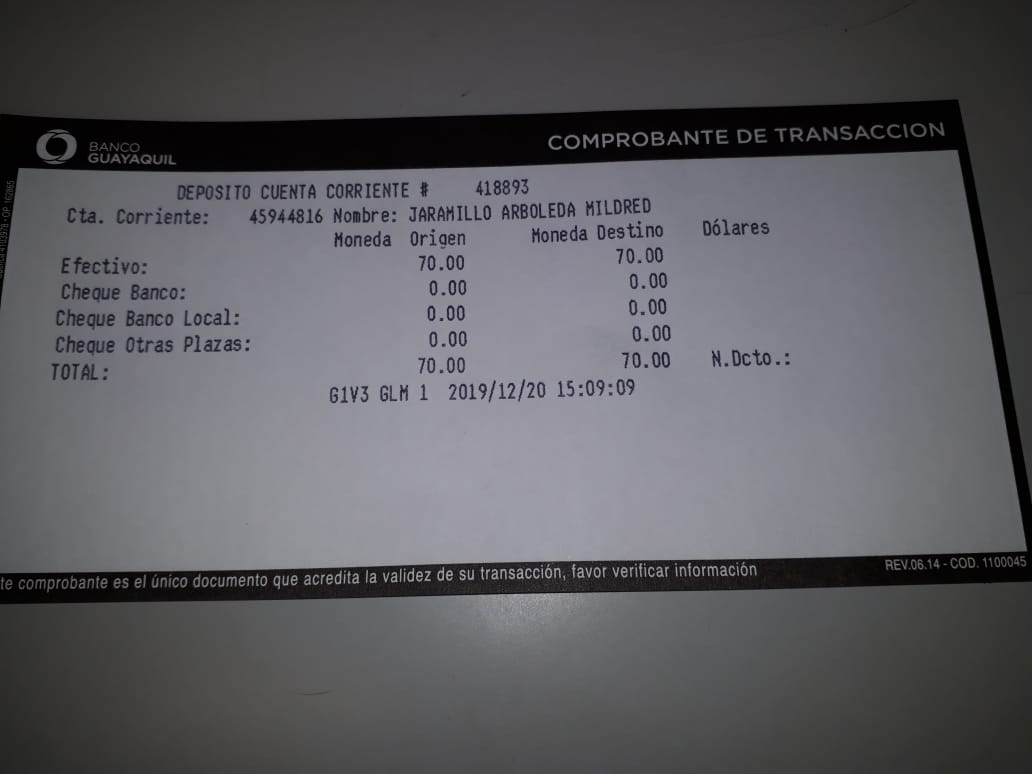 BANCO
GUAYAQUIL
COMPROBANTE DE TRANSACCION
DEPOSITO CUENTA CORRIENTE # 418893
Cta. Corriente: 45944816 Nombre: JARAMILLO ARBOLEDA MILDRED
Moneda Origen Moneda Destino Dólares
Efectivo: 70.00 70.00
Cheque Banco: 0.00 0.00
Cheque Banco Local: 0.00 0.00
Cheque Otras Plazas: 0.00 0.00
TOTAL: 70.00 70.00 N.Dcto.:
G1V3 GLM 1 2019/12/20 15:09:09
te comprobante es el único documento que acredita la validez de su transacción, favor verificar información
REV.06.14 - COD. 1100045